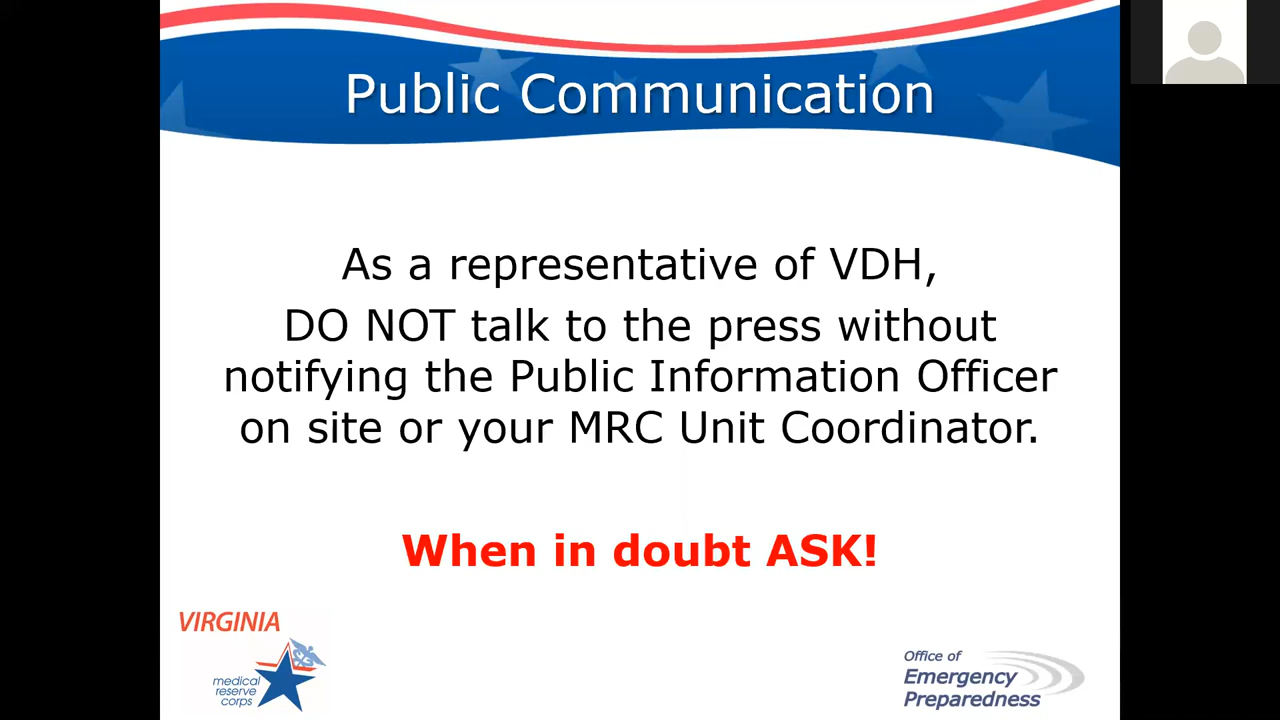 Public Communication
As a representative of VDH,
DO NOT talk to the press without
notifying the Public Information Officer
on site or your MRC Unit Coordinator.
When in doubt ASK!
VIRGINIA
medical
reserve
corps
Office of
Emergency
Preparedness